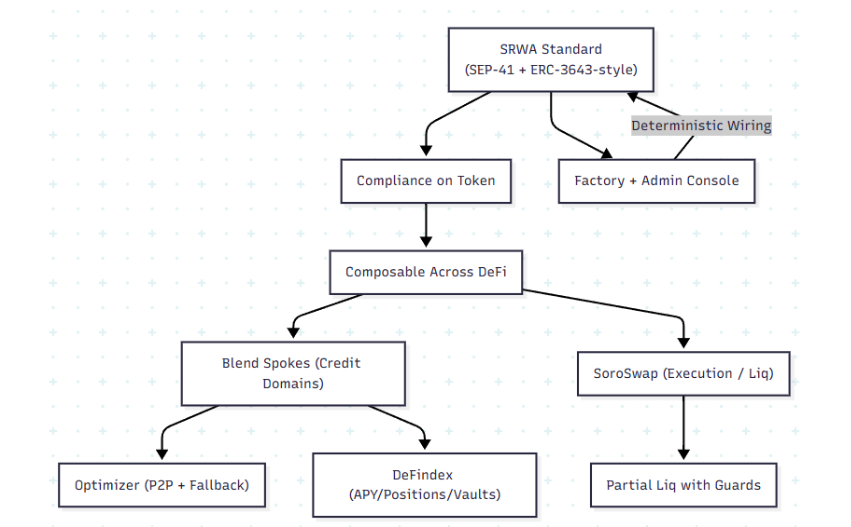 SRWA Standard
(SEP-41 + ERC-3643-style)
Deterministic Wiring
Compliance on Token
Factory + Admin Console
Composable Across DeFi
Blend Spokes (Credit
Domains)
SoroSwap (Execution / Liq)
Optimizer (P2P + Fallback)
DeFindex
(APY/Positions/Vaults)
Partial Liq with Guards